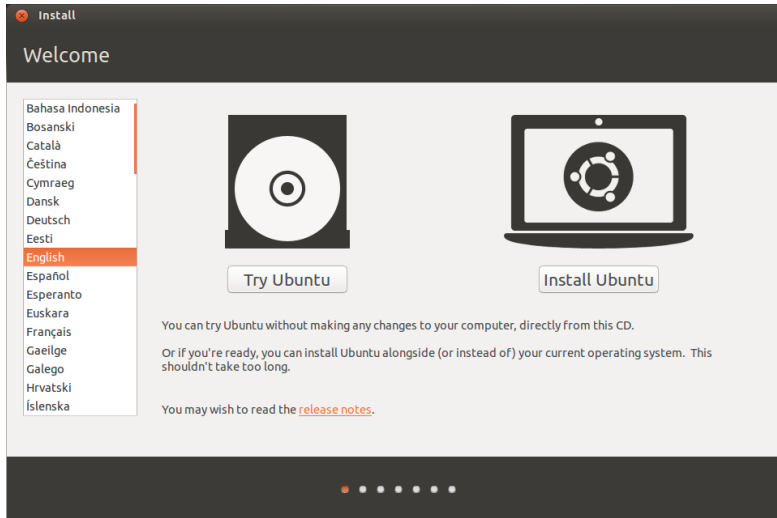 Install
Welcome
Bahasa Indonesia
Bosanski
Català
Čeština
Cymraeg
Dansk
Deutsch
Eesti
English
Español
Esperanto
Euskara
Français
Gaeilge
Galego
Hrvatski
Íslenska
Try Ubuntu
Install Ubuntu
You can try Ubuntu without making any changes to your computer, directly from this CD.
Or if you're ready, you can install Ubuntu alongside (or instead of) your current operating system. This
shouldn't take too long.
You may wish to read the release notes.